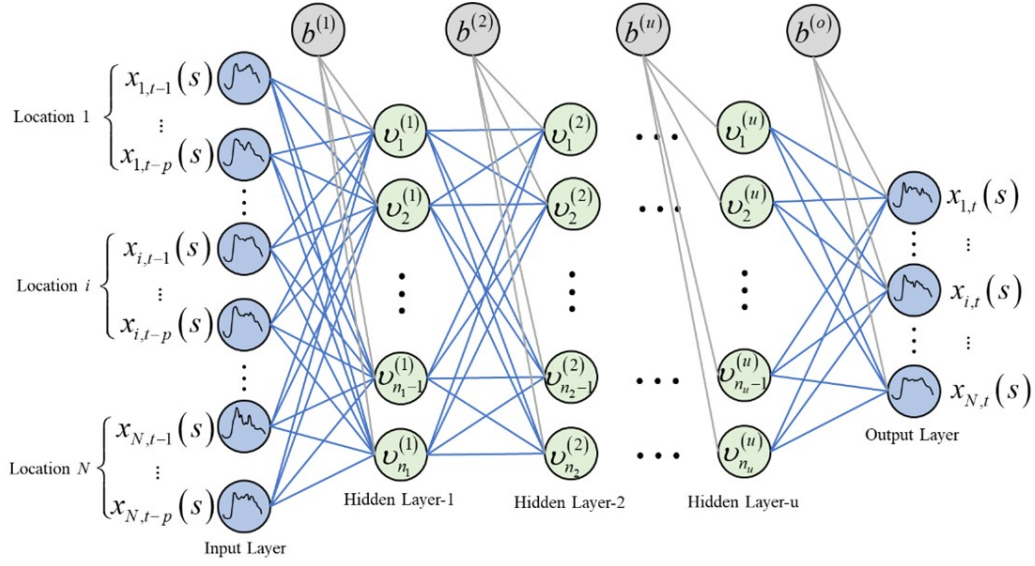 b^{(1)} b^{(2)} b^{(u)} b^{(o)}
x_{1,t-1}(s)
Location 1
⋮
x_{1,t-p}(s)
⋮
x_{i,t-1}(s)
Location i
⋮
x_{i,t-p}(s)
⋮
x_{N,t-1}(s)
Location N
⋮
x_{N,t-p}(s)
Input Layer
υ_1^{(1)}
υ_2^{(1)}
⋮
υ_{n_1-1}^{(1)}
υ_{n_1}^{(1)}
Hidden Layer-1
υ_1^{(2)}
υ_2^{(2)}
⋮
υ_{n_2-1}^{(2)}
υ_{n_2}^{(2)}
Hidden Layer-2
...
...
...
...
υ_1^{(u)}
υ_2^{(u)}
⋮
υ_{n_u-1}^{(u)}
υ_{n_u}^{(u)}
Hidden Layer-u
x_{1,t}(s)
⋮
x_{i,t}(s)
⋮
x_{N,t}(s)
Output Layer